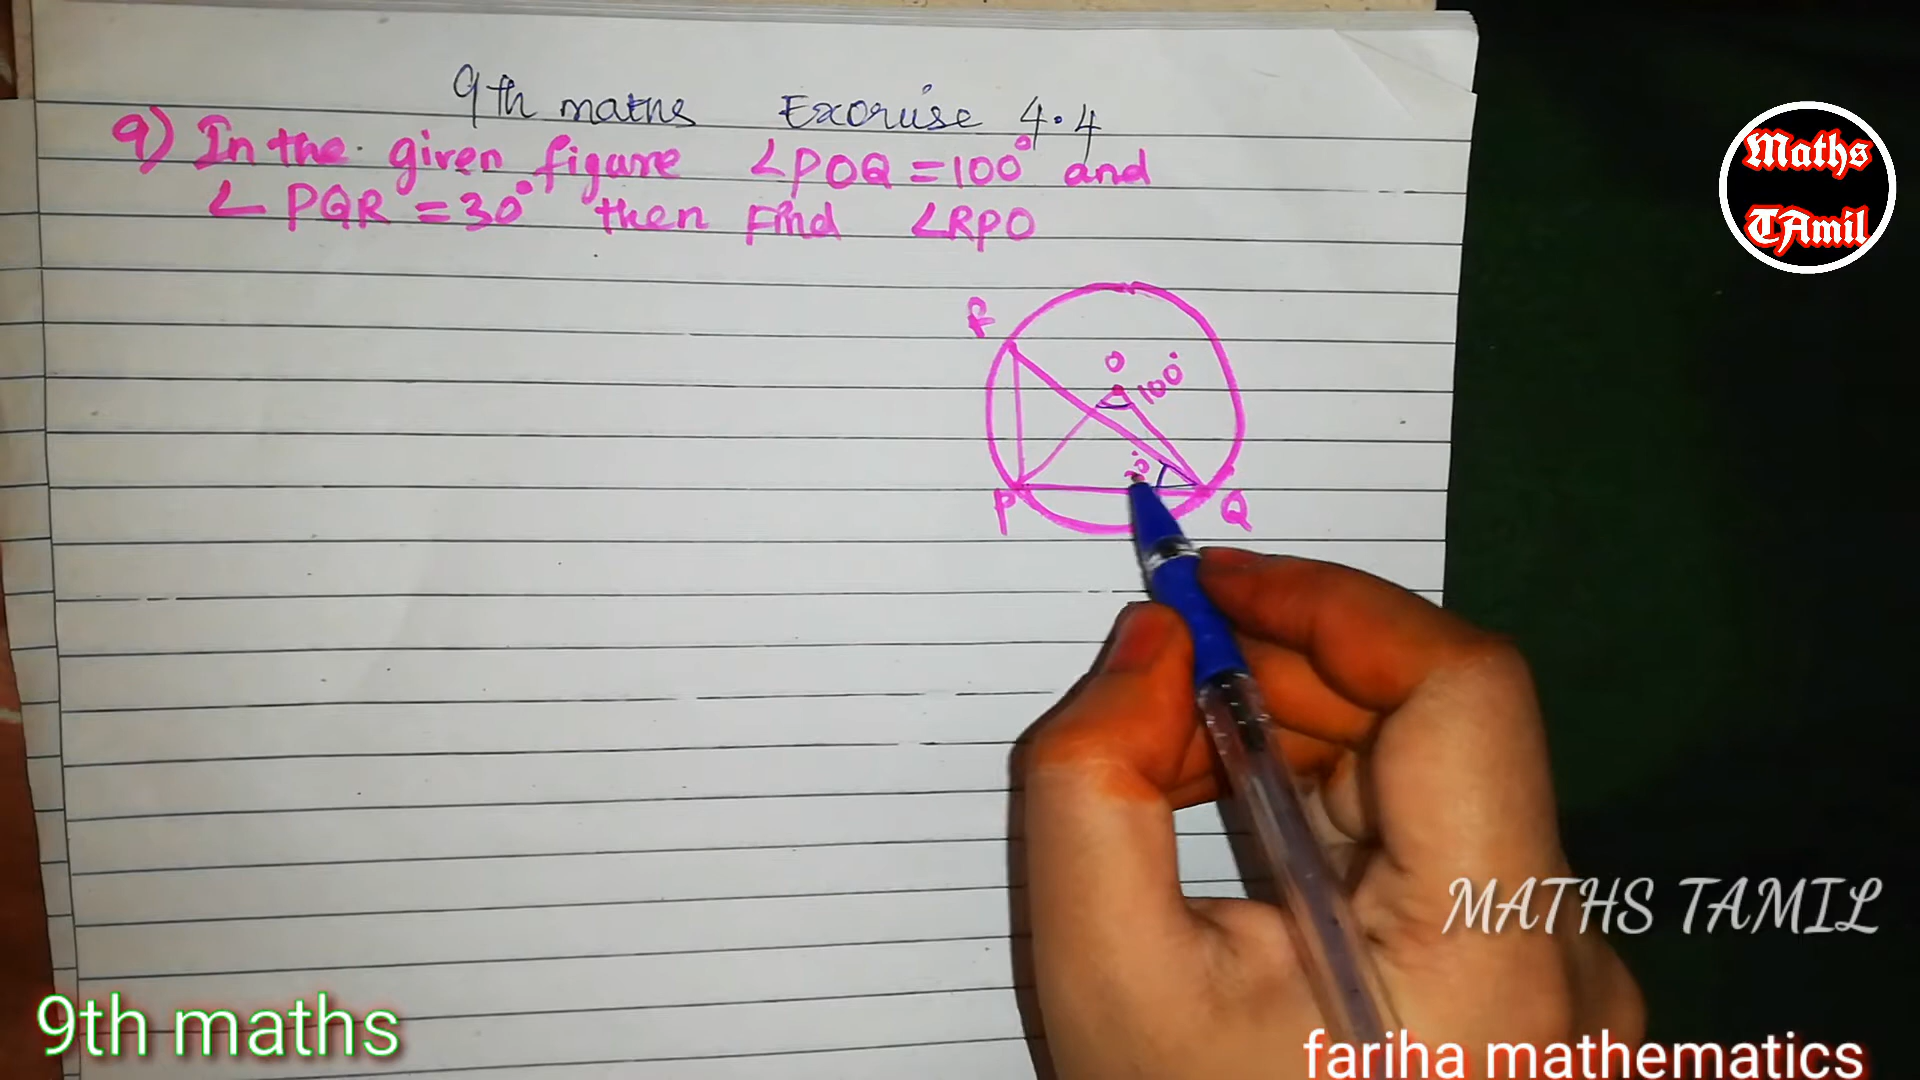 9th maths Exoruise 4.4
9) In the given figure ∠POQ = 100° and
∠PQR = 30° then Find ∠RPO
Maths
TAmil
R
O
100°
30°
P
Q
MATHS TAMIL
9th maths
fariha mathematics